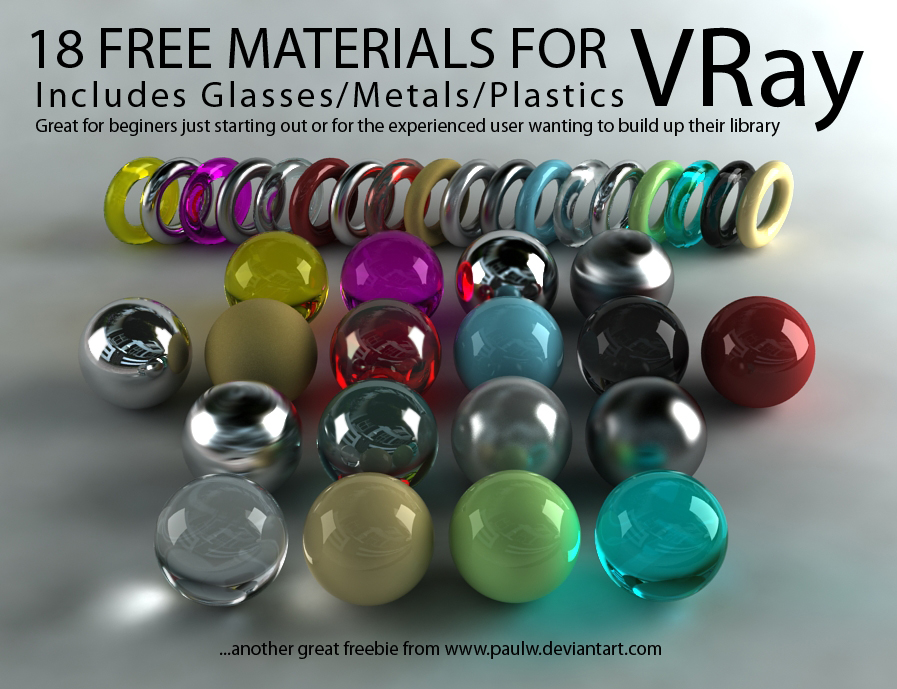 18 FREE MATERIALS FOR VRay
Includes Glasses/Metals/Plastics
Great for beginers just starting out or for the experienced user wanting to build up their library
...another great freebie from www.paulw.deviantart.com